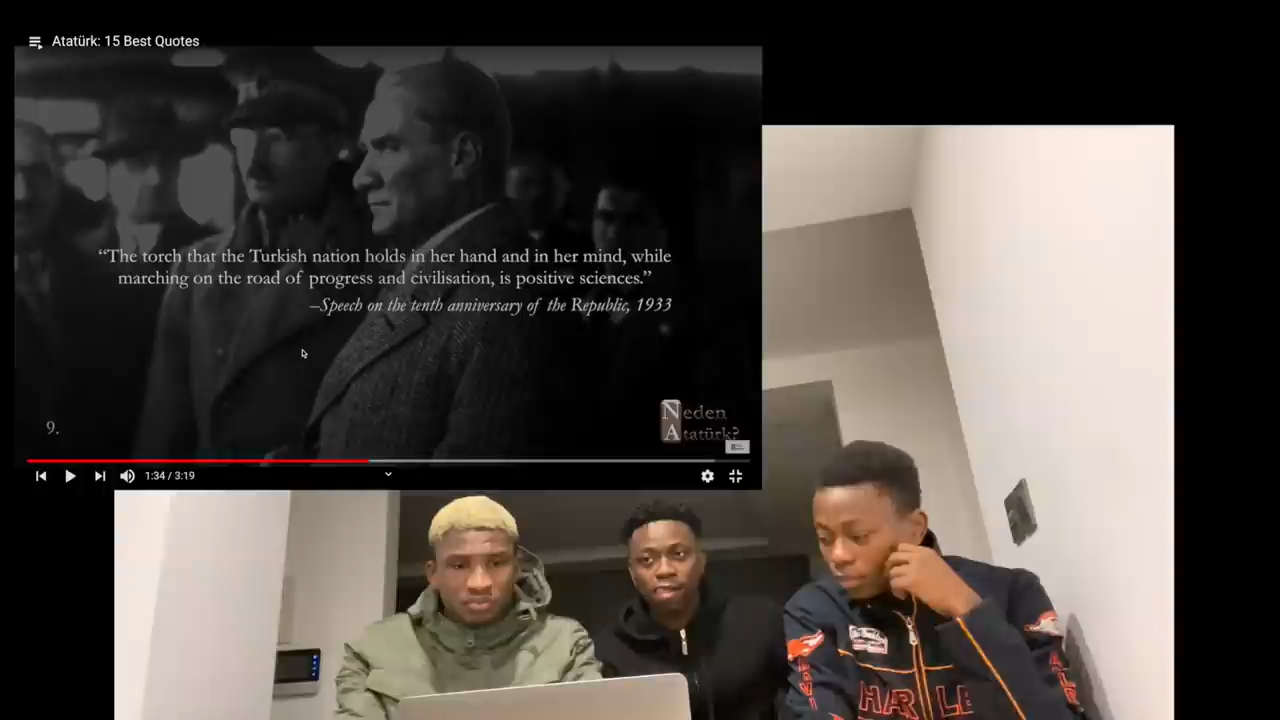 Atatürk: 15 Best Quotes
“The torch that the Turkish nation holds in her hand and in her mind, while
marching on the road of progress and civilisation, is positive sciences.”
–Speech on the tenth anniversary of the Republic, 1933
9.
Neden
Atatürk?
1:34 / 3:19